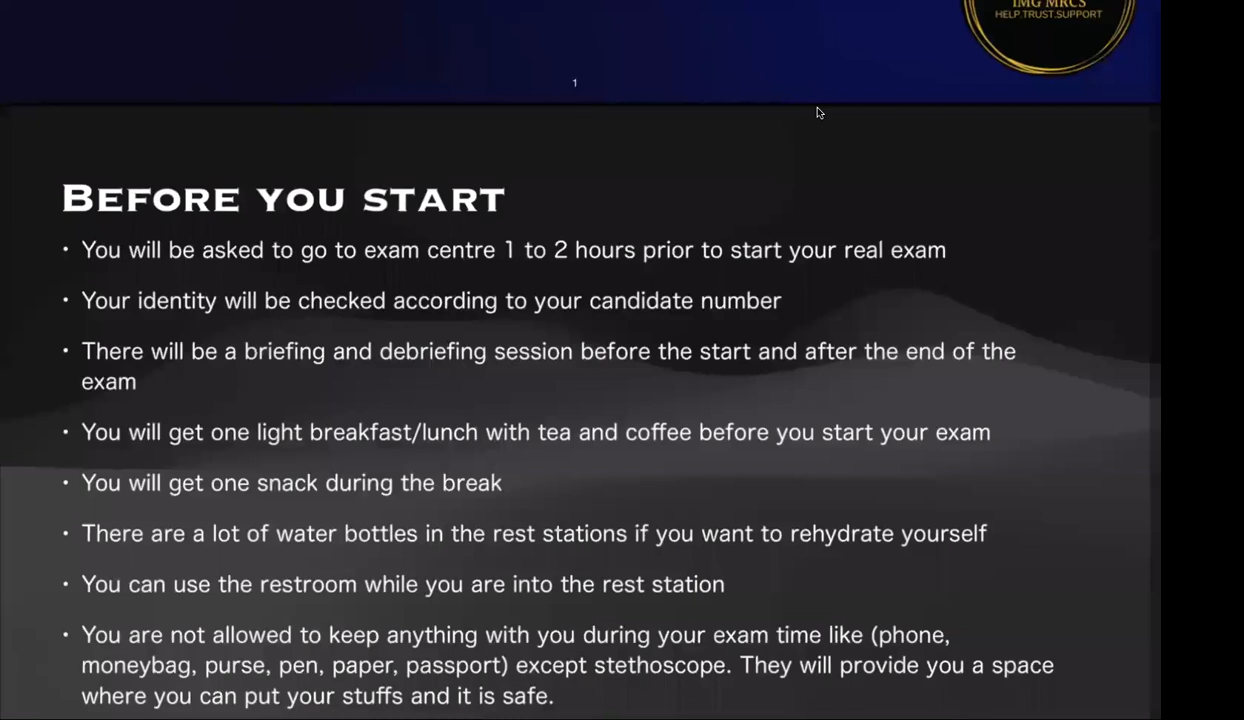 IMG MRCS
HELP.TRUST.SUPPORT
1
BEFORE YOU START
• You will be asked to go to exam centre 1 to 2 hours prior to start your real exam
• Your identity will be checked according to your candidate number
• There will be a briefing and debriefing session before the start and after the end of the
exam
• You will get one light breakfast/lunch with tea and coffee before you start your exam
• You will get one snack during the break
• There are a lot of water bottles in the rest stations if you want to rehydrate yourself
• You can use the restroom while you are into the rest station
• You are not allowed to keep anything with you during your exam time like (phone,
moneybag, purse, pen, paper, passport) except stethoscope. They will provide you a space
where you can put your stuffs and it is safe.